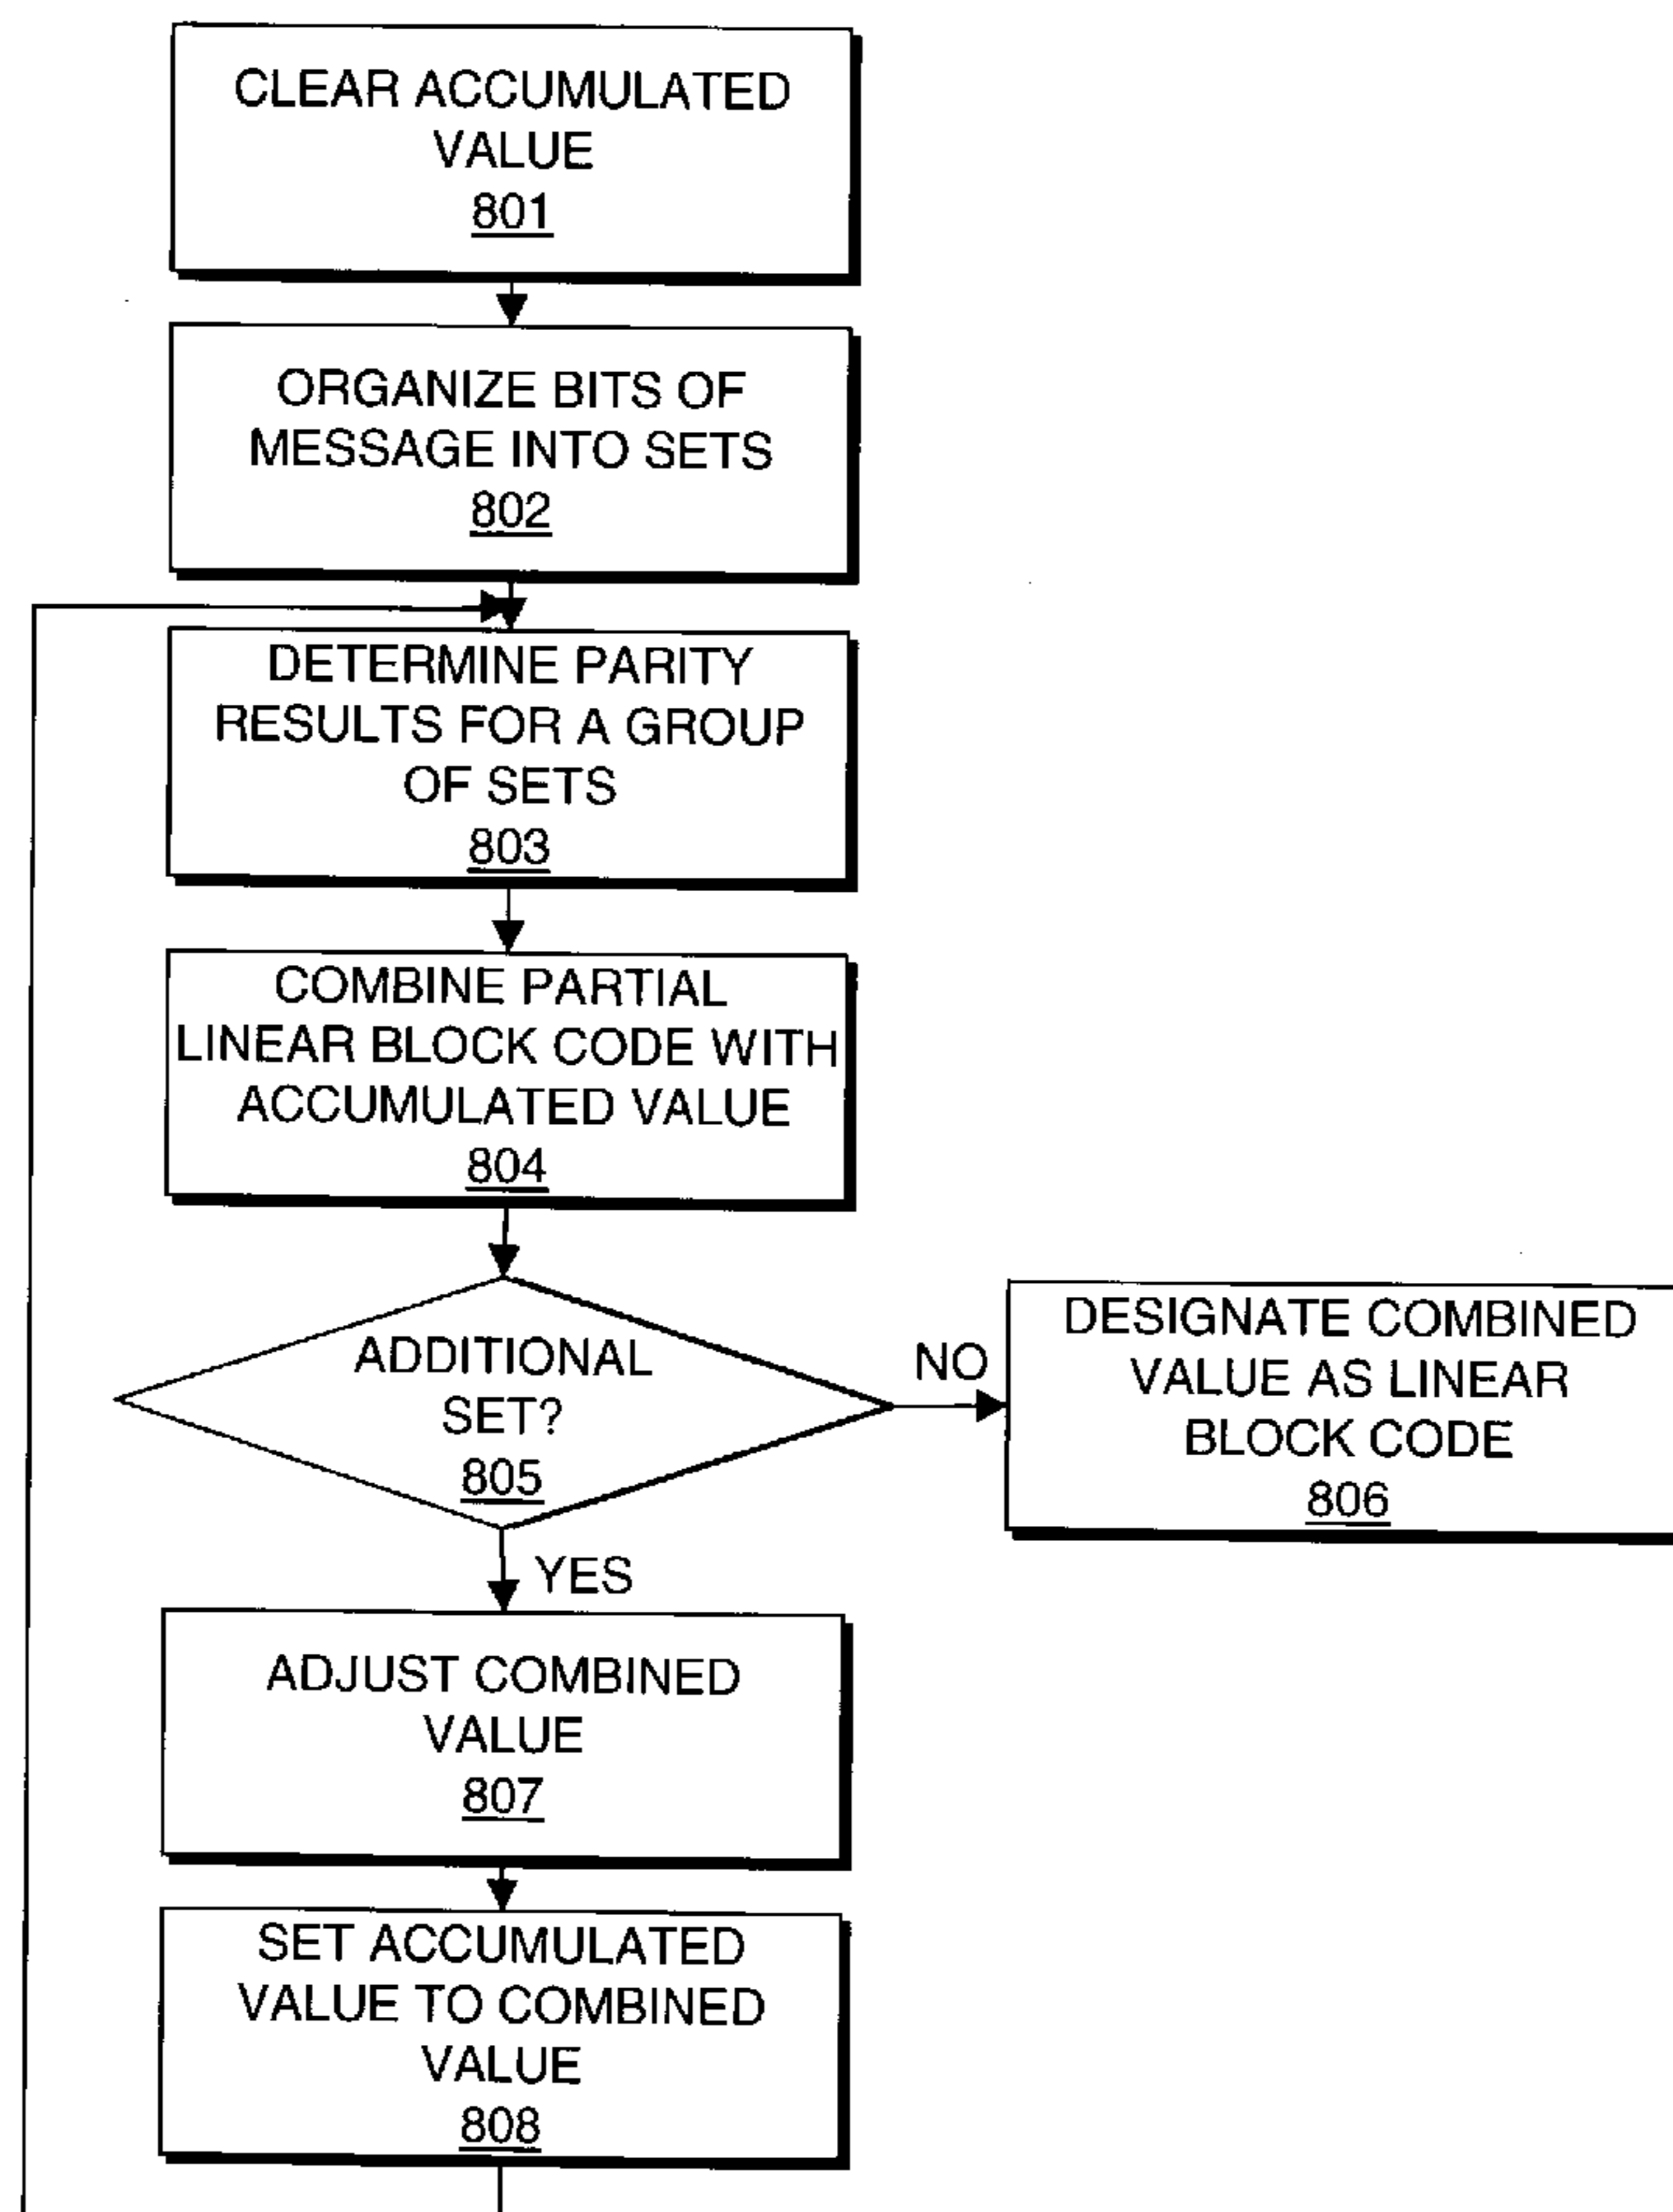 CLEAR ACCUMULATED
VALUE
801
ORGANIZE BITS OF
MESSAGE INTO SETS
802
DETERMINE PARITY
RESULTS FOR A GROUP
OF SETS
803
COMBINE PARTIAL
LINEAR BLOCK CODE WITH
ACCUMULATED VALUE
804
ADDITIONAL
SET?
805
NO
DESIGNATE COMBINED
VALUE AS LINEAR
BLOCK CODE
806
YES
ADJUST COMBINED
VALUE
807
SET ACCUMULATED
VALUE TO COMBINED
VALUE
808